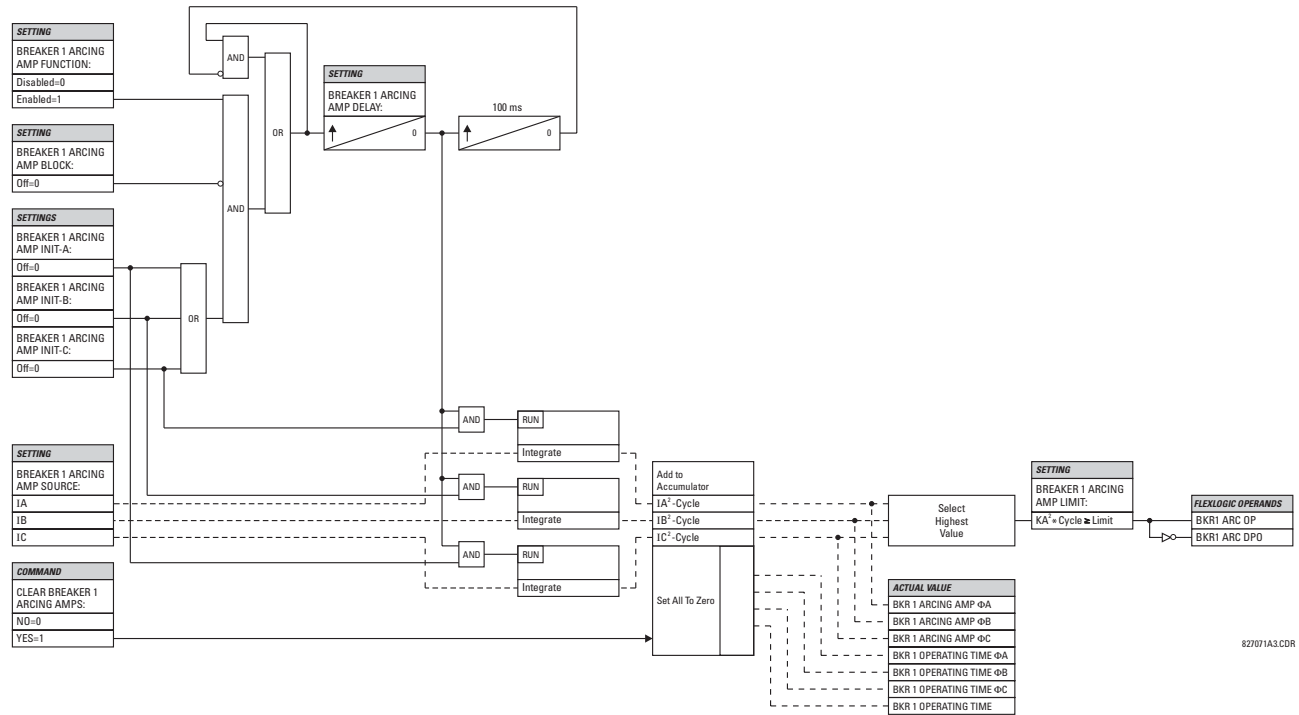 SETTING
BREAKER 1 ARCING
AMP FUNCTION:
Disabled=0
Enabled=1
SETTING
BREAKER 1 ARCING
AMP BLOCK:
Off=0
SETTINGS
BREAKER 1 ARCING
AMP INIT-A:
Off=0
BREAKER 1 ARCING
AMP INIT-B:
Off=0
BREAKER 1 ARCING
AMP INIT-C:
Off=0
SETTING
BREAKER 1 ARCING
AMP SOURCE:
IA
IB
IC
COMMAND
CLEAR BREAKER 1
ARCING AMPS:
NO=0
YES=1
AND
OR
AND
OR
SETTING
BREAKER 1 ARCING
AMP DELAY:
0
100 ms
0
AND
RUN
Integrate
AND
RUN
Integrate
AND
RUN
Integrate
Add to
Accumulator
IA²-Cycle
IB²-Cycle
IC²-Cycle
Set All To Zero
Select
Highest
Value
SETTING
BREAKER 1 ARCING
AMP LIMIT:
KA²*Cycle ≥ Limit
FLEXLOGIC OPERANDS
BKR1 ARC OP
BKR1 ARC DPO
ACTUAL VALUE
BKR 1 ARCING AMP ΦA
BKR 1 ARCING AMP ΦB
BKR 1 ARCING AMP ΦC
BKR 1 OPERATING TIME ΦA
BKR 1 OPERATING TIME ΦB
BKR 1 OPERATING TIME ΦC
BKR 1 OPERATING TIME
827071A3.CDR